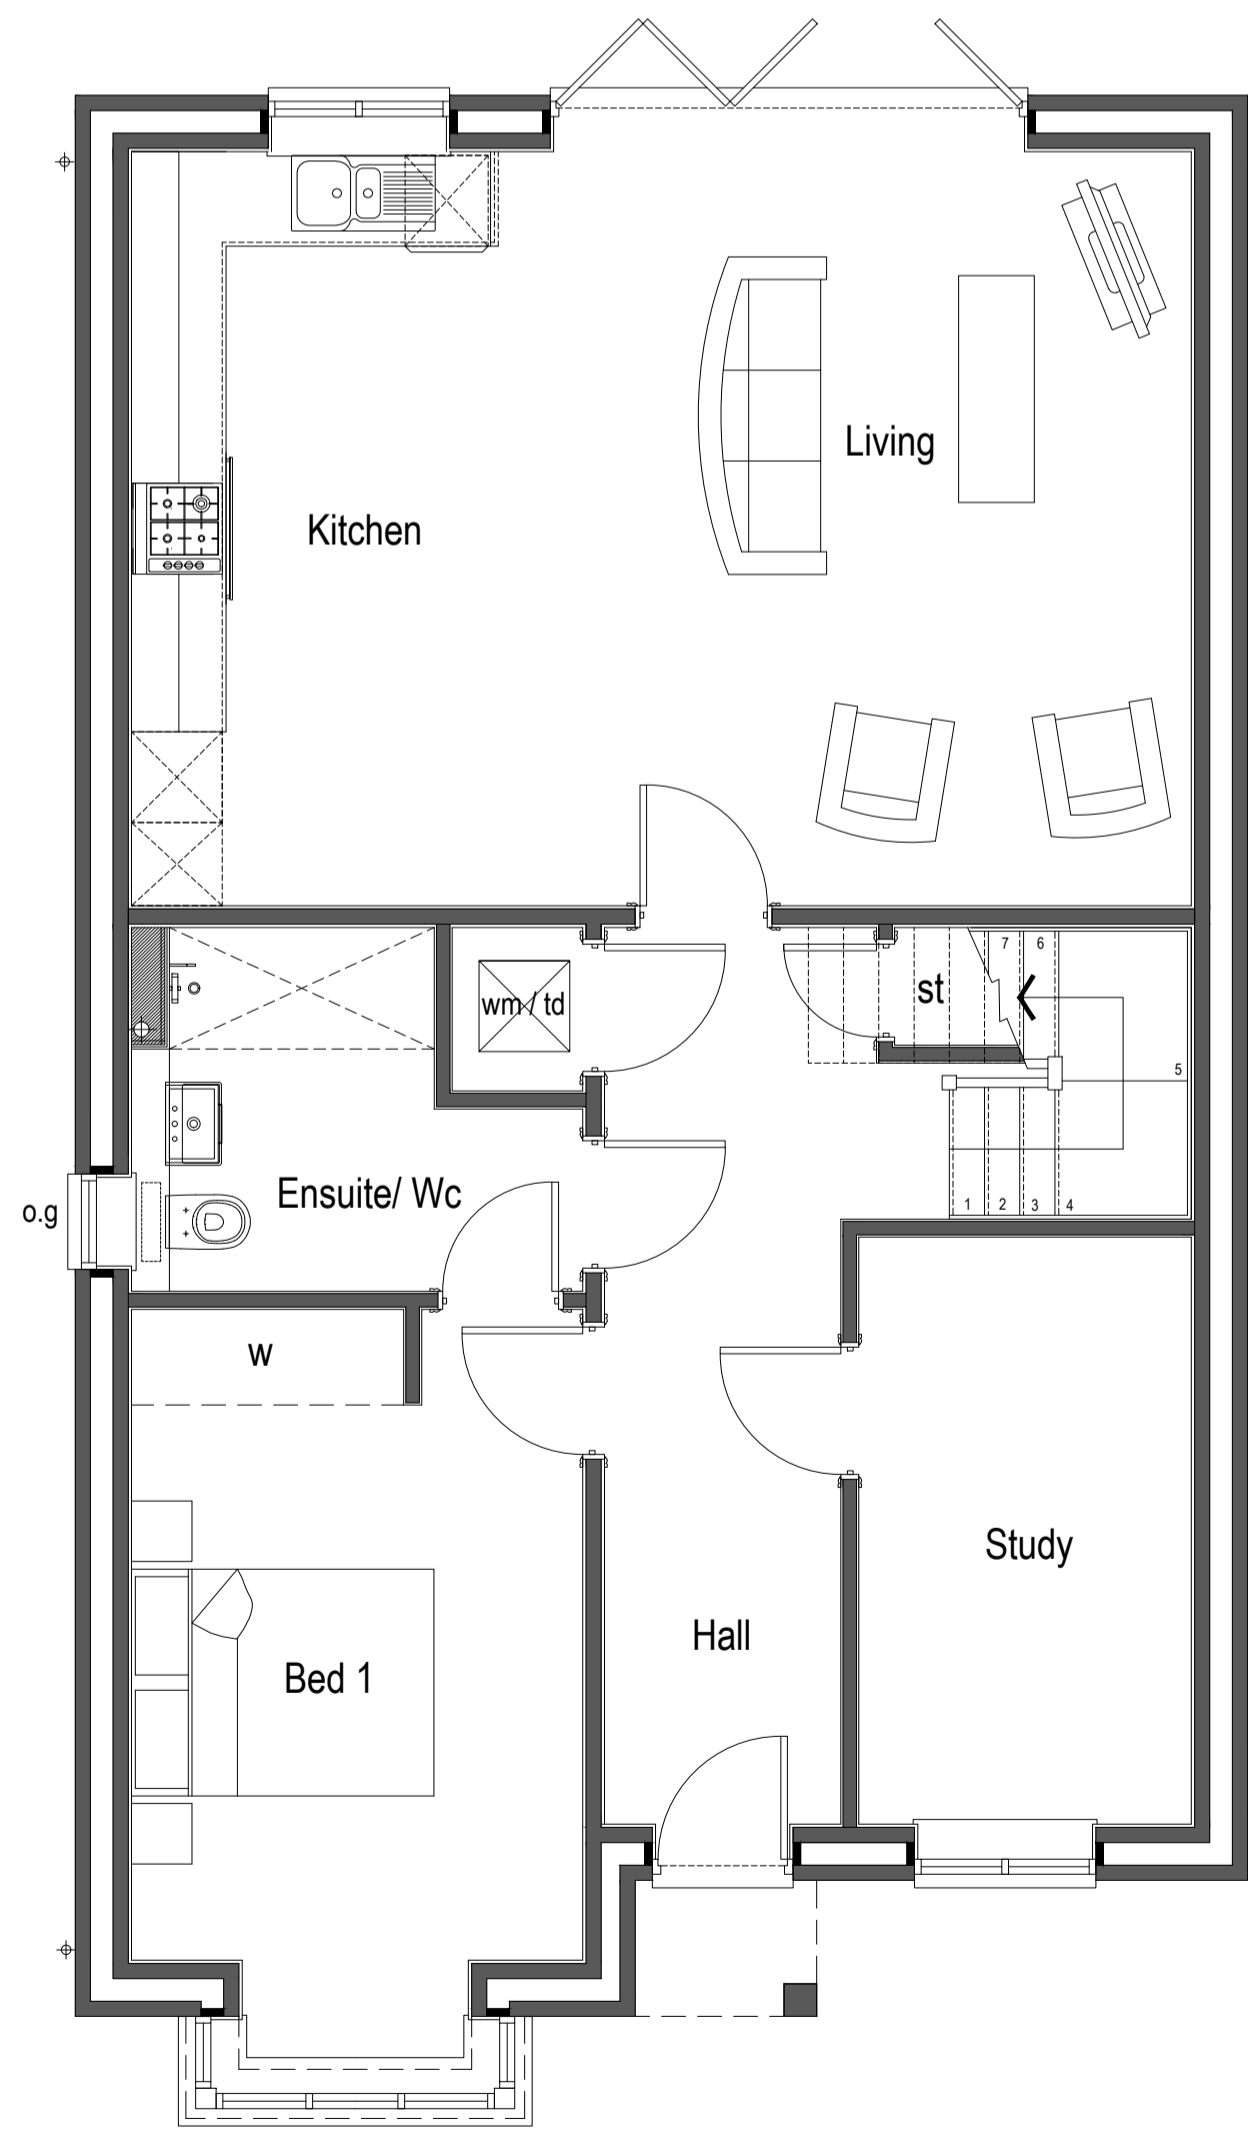 Living
Kitchen
7 6
st
wm / td
5
Ensuite/ Wc
o.g
1 2 3 4
w
Study
Hall
Bed 1